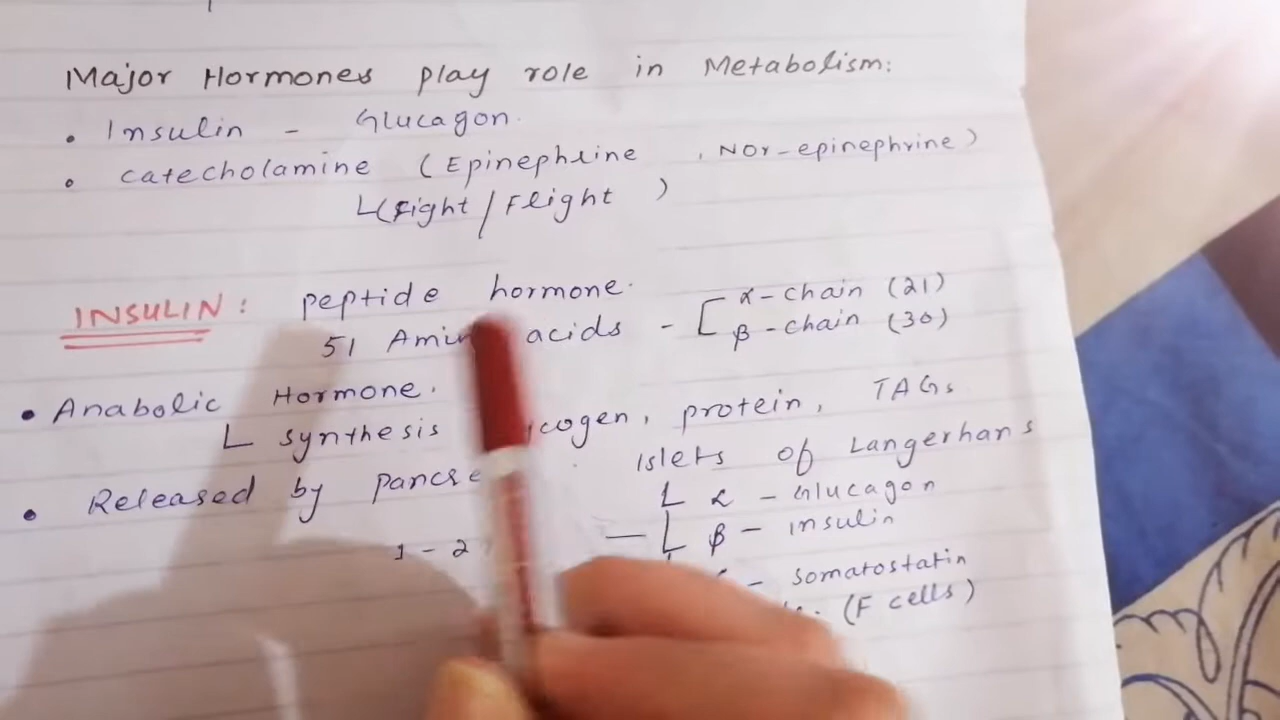 Major Hormones play role in Metabolism:
• Insulin - Glucagon.
• catecholamine (Epinephrine, Nor-epinephrine)
L(Fight/Flight)
INSULIN: peptide hormone.
51 Amin acids - [ α-chain (21)
β-chain (30)
• Anabolic Hormone.
L synthesis cogen, protein, TAGs
• Released by pancre
Islets of Langerhans
L α - Glucagon
1-2 — L β - insulin
- somatostatin
(F cells)